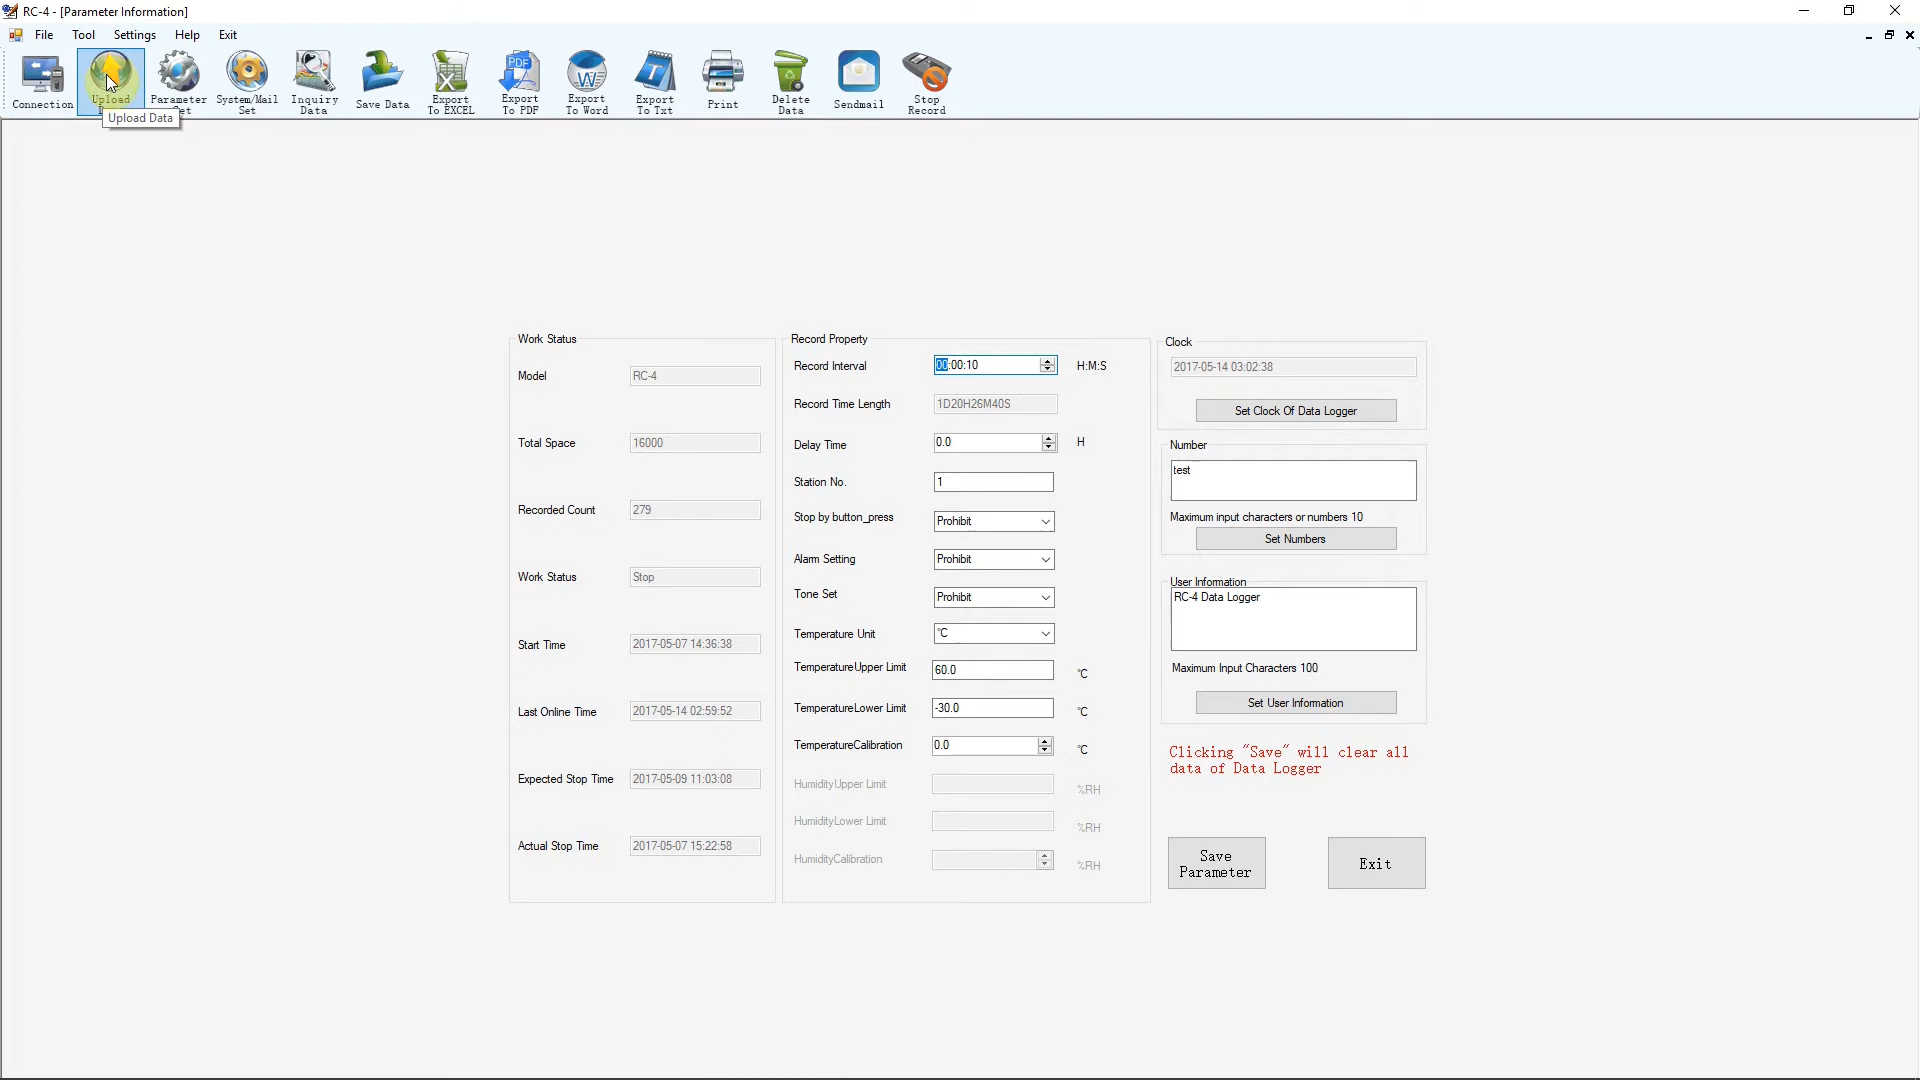 RC-4 - [Parameter Information]
File Tool Settings Help Exit
Connection
Upload
Parameter Set
System/Mail Set
Inquiry Data
Save Data
Export To EXCEL
Export To PDF
Export To Word
Export To Txt
Print
Delete Data
Sendmail
Stop Record
Upload Data
Work Status
Model RC-4
Total Space 16000
Recorded Count 279
Work Status Stop
Start Time 2017-05-07 14:36:38
Last Online Time 2017-05-14 02:59:52
Expected Stop Time 2017-05-09 11:03:08
Actual Stop Time 2017-05-07 15:22:58
Record Property
Record Interval 00:00:10 H:M:S
Record Time Length 1D20H26M40S
Delay Time 0.0 H
Station No. 1
Stop by button_press Prohibit
Alarm Setting Prohibit
Tone Set Prohibit
Temperature Unit °C
TemperatureUpper Limit 60.0 °C
TemperatureLower Limit -30.0 °C
TemperatureCalibration 0.0 °C
HumidityUpper Limit %RH
HumidityLower Limit %RH
HumidityCalibration %RH
Clock
2017-05-14 03:02:38
Set Clock Of Data Logger
Number
test
Maximum input characters or numbers 10
Set Numbers
User Information
RC-4 Data Logger
Maximum Input Characters 100
Set User Information
Clicking "Save" will clear all
data of Data Logger
Save
Parameter
Exit